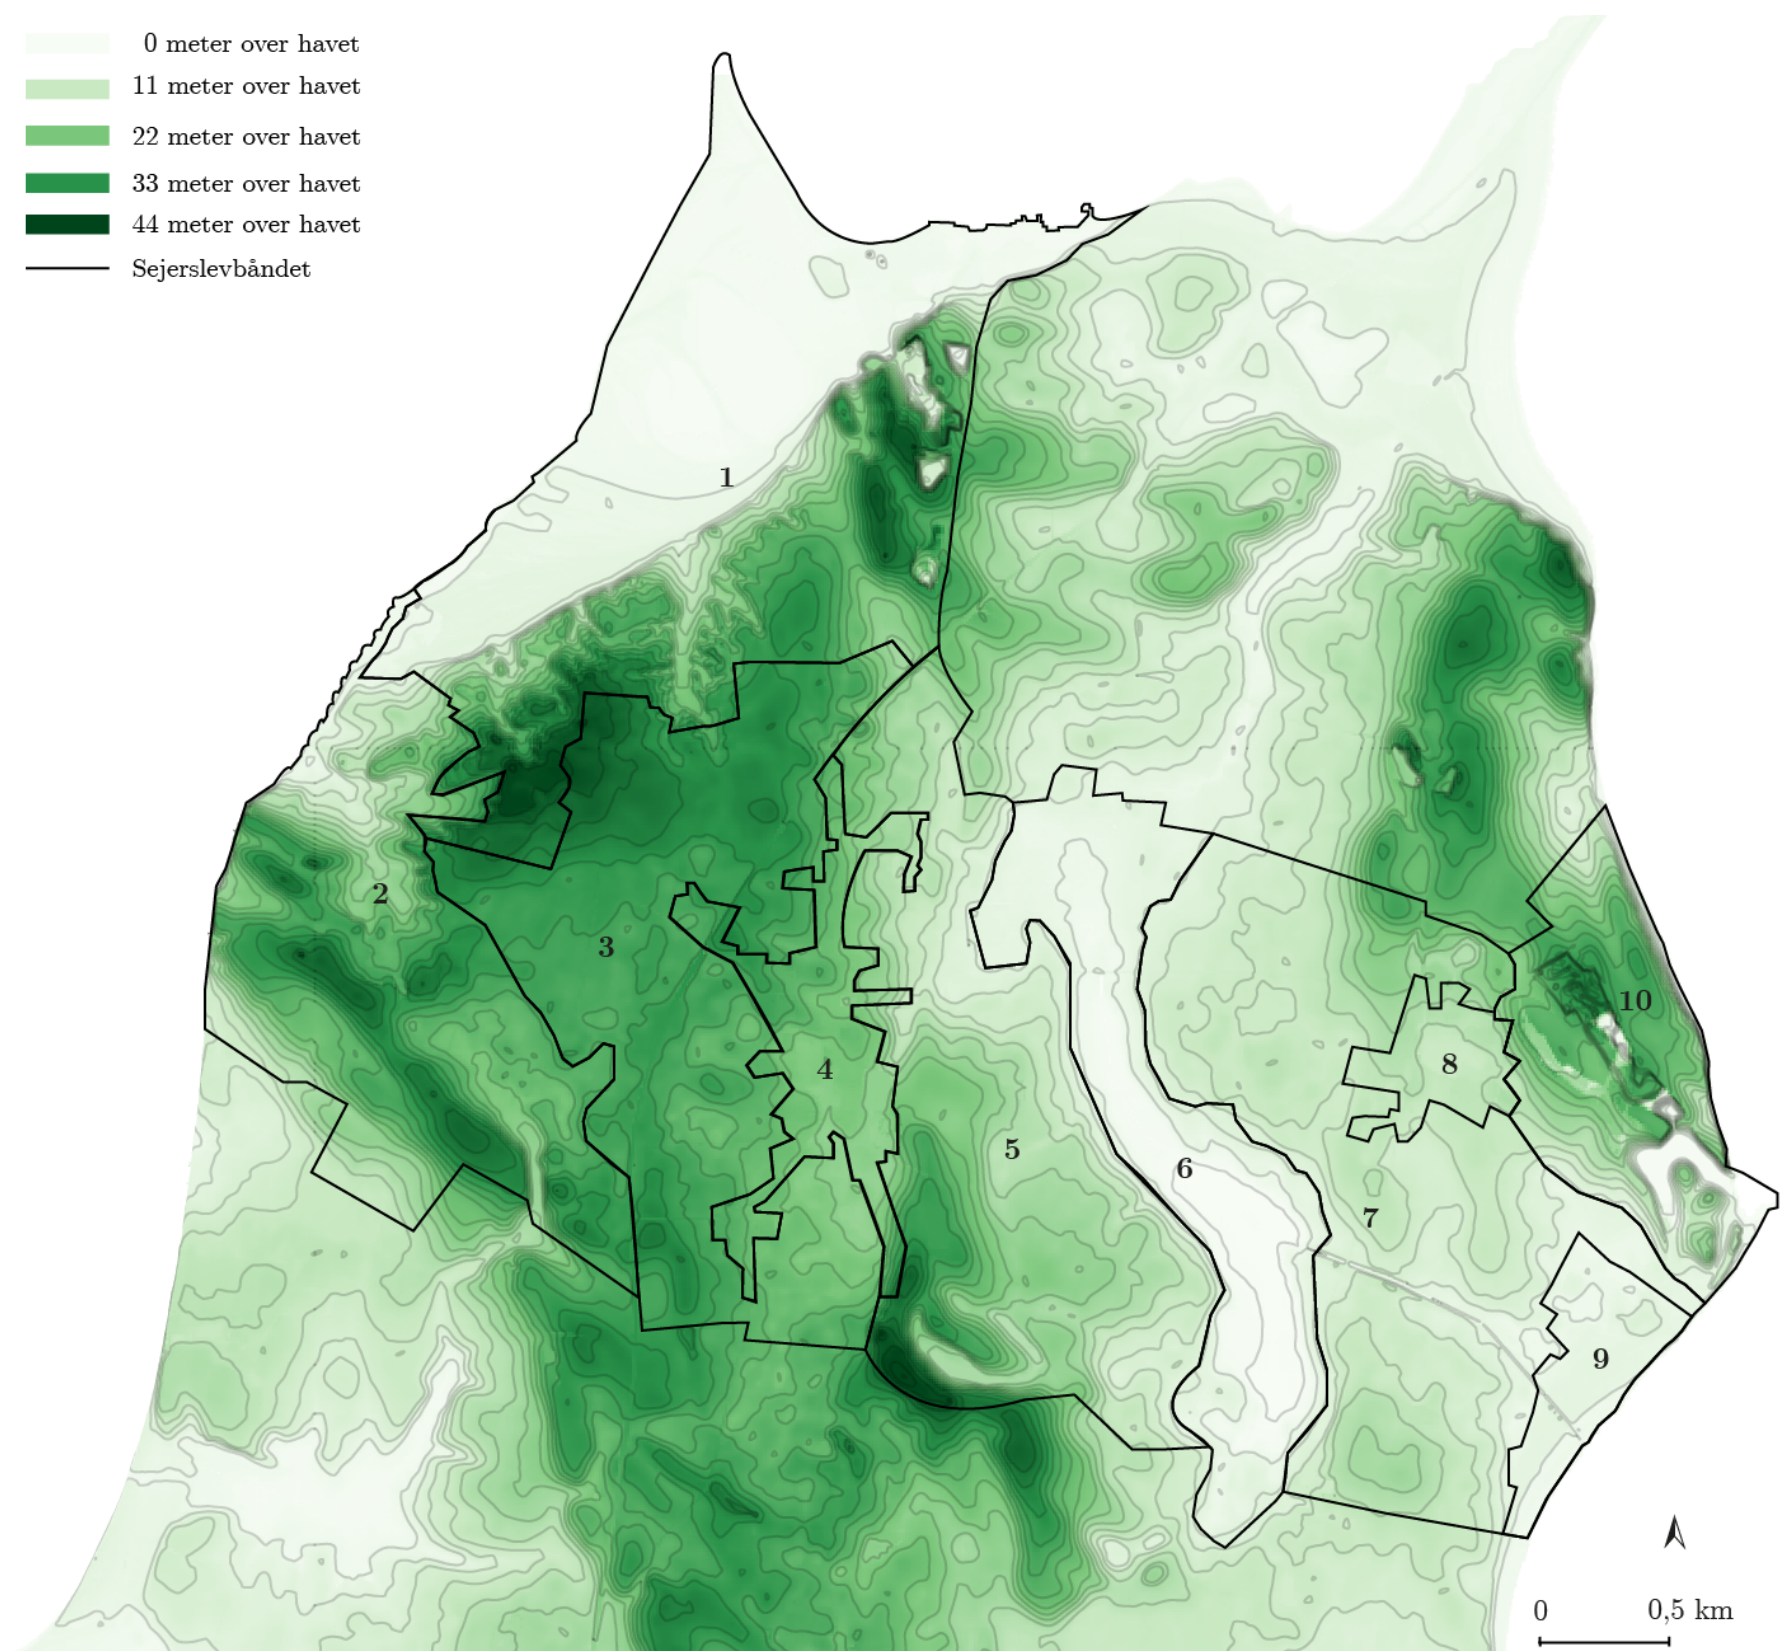 0 meter over havet
11 meter over havet
22 meter over havet
33 meter over havet
44 meter over havet
Sejerslevbåndet
1
2
3
4
5
6
7
8
9
10
0 0,5 km